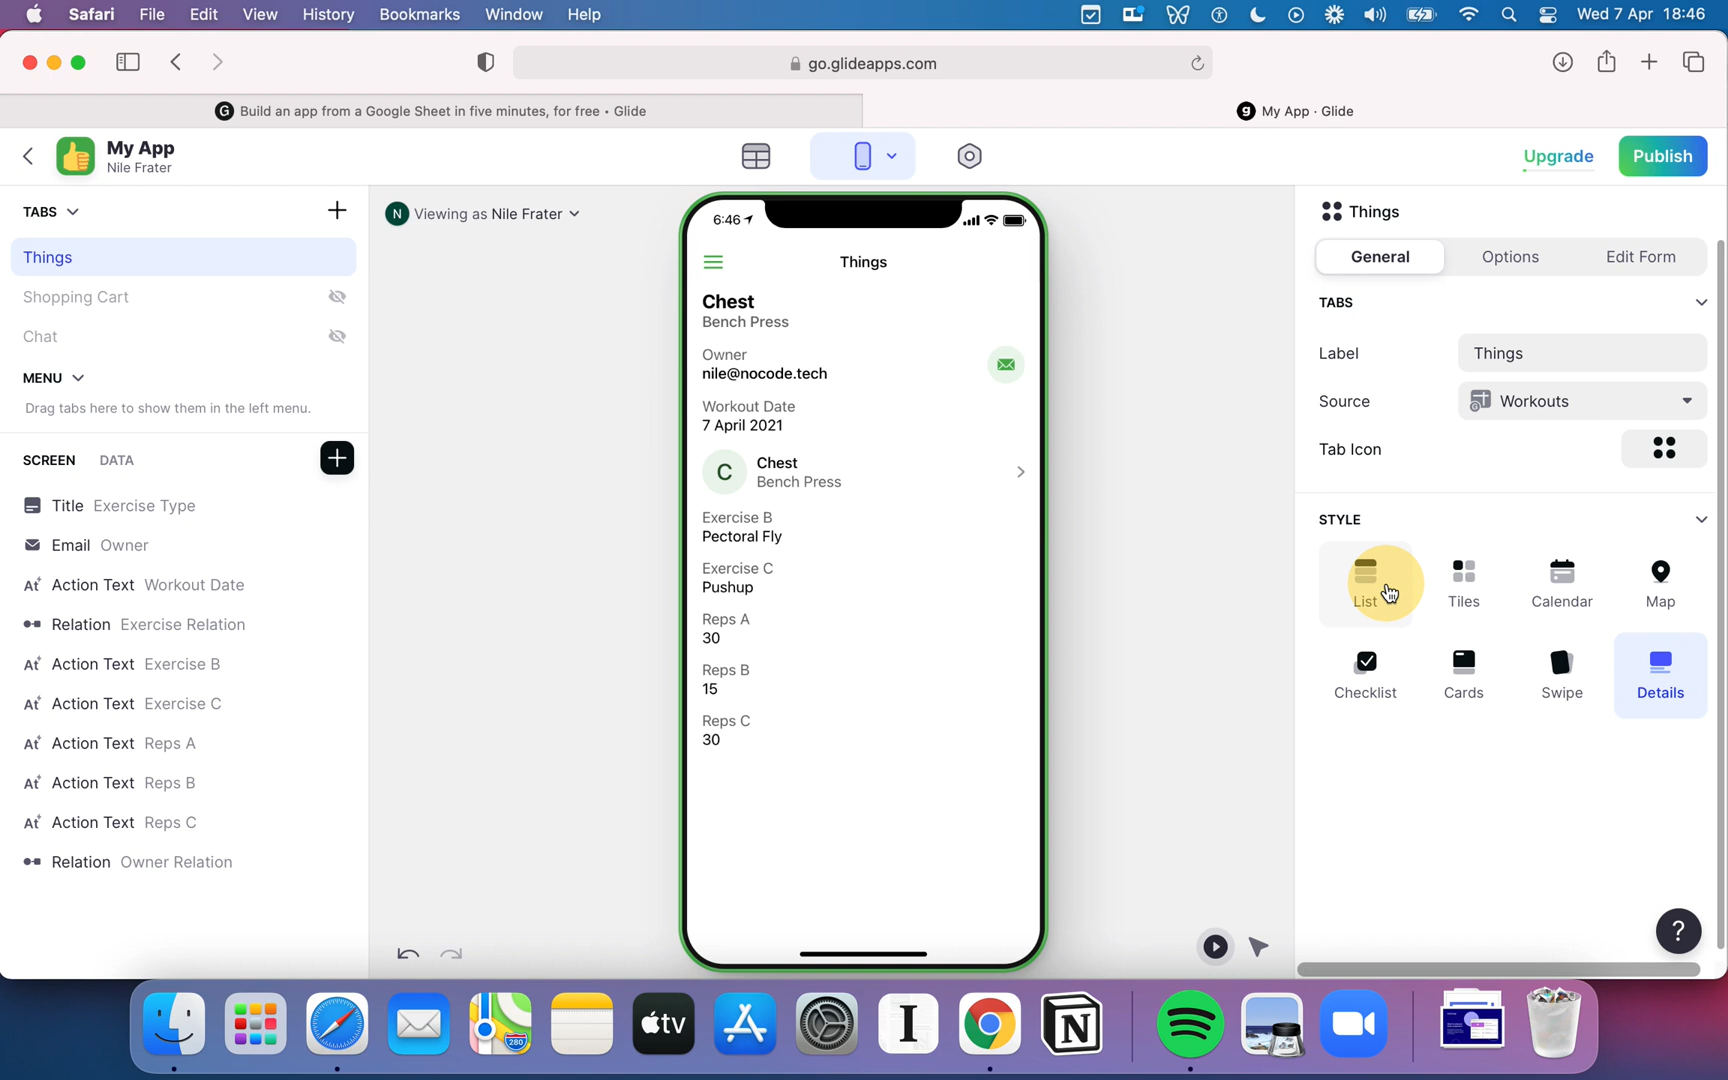 Safari File Edit View History Bookmarks Window Help Wed 7 Apr 18:46
go.glideapps.com
G Build an app from a Google Sheet in five minutes, for free • Glide
g My App · Glide
My App
Nile Frater
Upgrade
Publish
TABS
Things
Shopping Cart
Chat
MENU
Drag tabs here to show them in the left menu.
SCREEN DATA
Title Exercise Type
Email Owner
Action Text Workout Date
Relation Exercise Relation
Action Text Exercise B
Action Text Exercise C
Action Text Reps A
Action Text Reps B
Action Text Reps C
Relation Owner Relation
N Viewing as Nile Frater
6:46
Things
Chest
Bench Press
Owner
nile@nocode.tech
Workout Date
7 April 2021
C
Chest
Bench Press
Exercise B
Pectoral Fly
Exercise C
Pushup
Reps A
30
Reps B
15
Reps C
30
Things
General Options Edit Form
TABS
Label Things
Source Workouts
Tab Icon
STYLE
List Tiles Calendar Map
Checklist Cards Swipe Details
?
280
tv
I
N